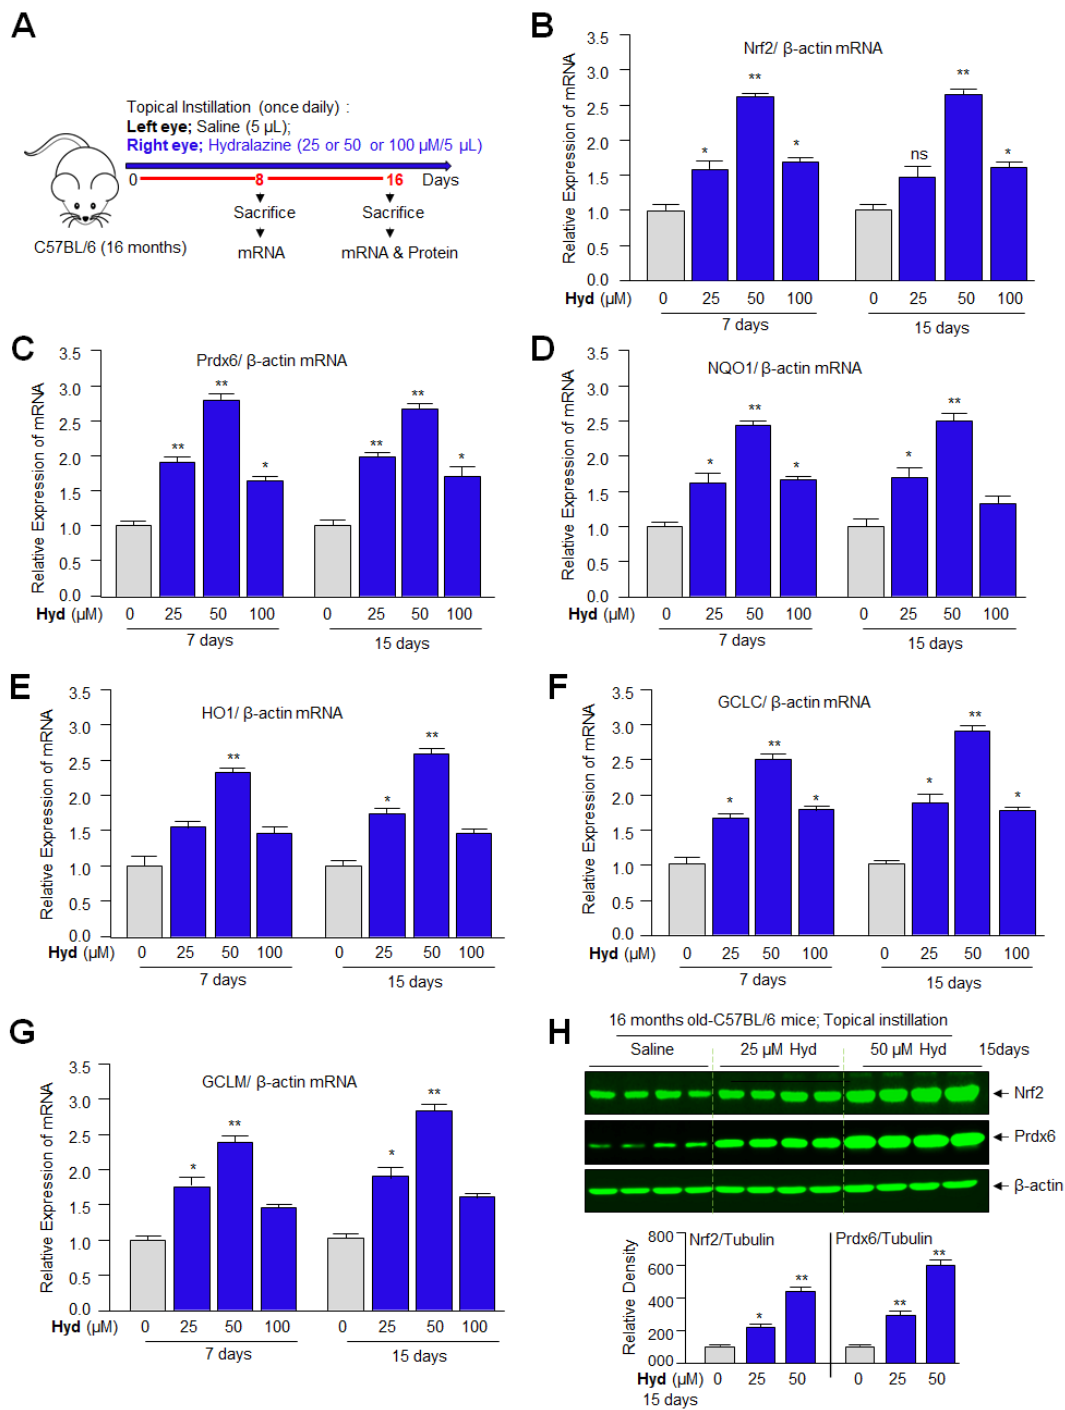 A
Topical Instillation (once daily) :
Left eye; Saline (5 µL);
Right eye; Hydralazine (25 or 50 or 100 µM/5 µL)
0 8 16 Days
Sacrifice Sacrifice
mRNA mRNA & Protein
C57BL/6 (16 months)
B
Nrf2/ β-actin mRNA
Relative Expression of mRNA
3.5
3.0
2.5
2.0
1.5
1.0
0.5
0.0
* ** * ns ** *
Hyd (µM) 0 25 50 100 0 25 50 100
7 days 15 days
C
Prdx6/ β-actin mRNA
Relative Expression of mRNA
3.5
3.0
2.5
2.0
1.5
1.0
0.5
0.0
** ** * ** ** *
Hyd (µM) 0 25 50 100 0 25 50 100
7 days 15 days
D
NQO1/ β-actin mRNA
Relative Expression of mRNA
3.5
3.0
2.5
2.0
1.5
1.0
0.5
0.0
* ** * * **
Hyd (µM) 0 25 50 100 0 25 50 100
7 days 15 days
E
HO1/ β-actin mRNA
Relative Expression of mRNA
3.5
3.0
2.5
2.0
1.5
1.0
0.5
0.0
** * **
Hyd (µM) 0 25 50 100 0 25 50 100
7 days 15 days
F
GCLC/ β-actin mRNA
Relative Expression of mRNA
3.5
3.0
2.5
2.0
1.5
1.0
0.5
0.0
* ** * * ** *
Hyd (µM) 0 25 50 100 0 25 50 100
7 days 15 days
G
GCLM/ β-actin mRNA
Relative Expression of mRNA
3.5
3.0
2.5
2.0
1.5
1.0
0.5
0.0
* ** * **
Hyd (µM) 0 25 50 100 0 25 50 100
7 days 15 days
H
16 months old-C57BL/6 mice; Topical instillation
Saline 25 µM Hyd 50 µM Hyd 15days
Nrf2
Prdx6
β-actin
Nrf2/Tubulin Prdx6/Tubulin
Relative Density
800
600
400
200
000
* ** ** **
Hyd (µM) 0 25 50 0 25 50
15 days